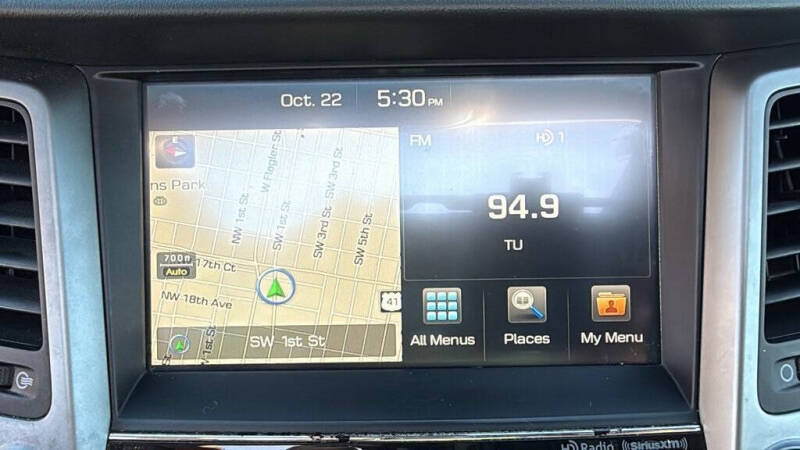 Oct. 22 5:30 PM
E
FM HD 1
94.9
TU
ns Park
W Flagler St
SW 3rd St
NW 1st St
SW 1st St
SW 3rd St
SW 5th St
700ft
Auto
17th Ct
NW 18th Ave
41
SW 1st St
All Menus
Places
My Menu
HD Radio ((SiriusXM))